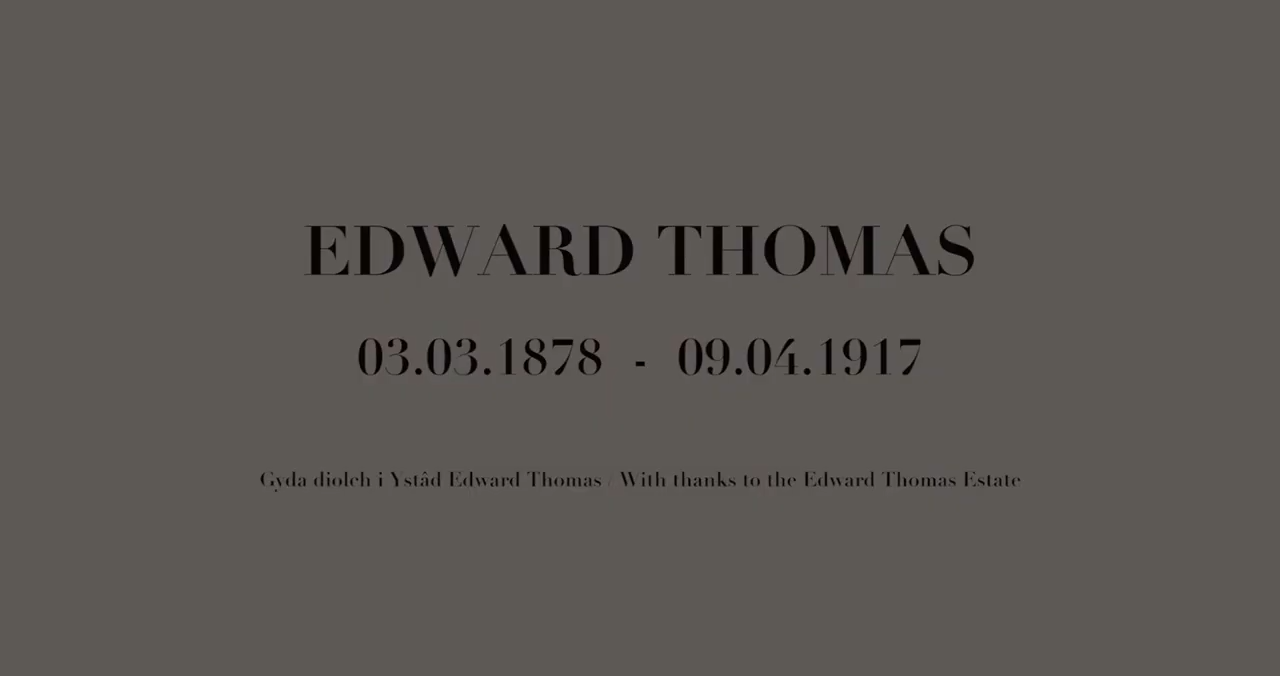 EDWARD THOMAS
03.03.1878 - 09.04.1917
Gyda diolch i Ystâd Edward Thomas / With thanks to the Edward Thomas Estate